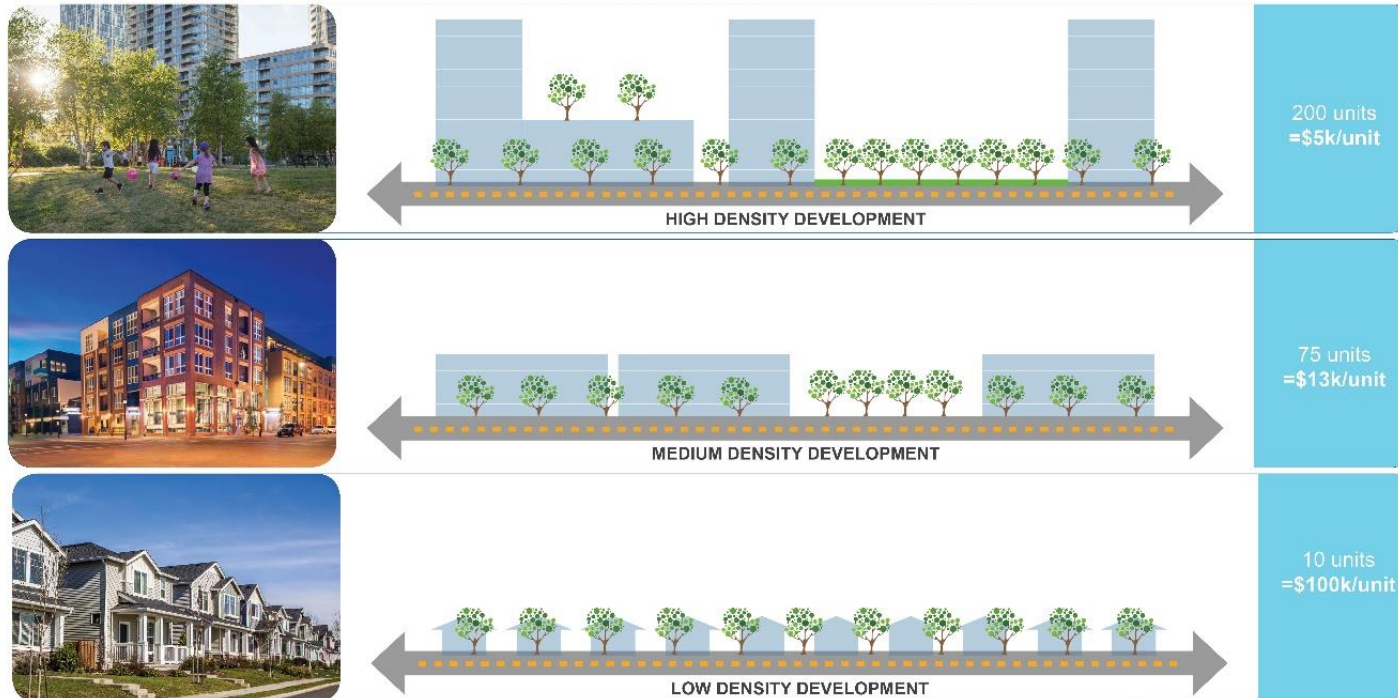 200 units
=$5k/unit
HIGH DENSITY DEVELOPMENT
75 units
=$13k/unit
MEDIUM DENSITY DEVELOPMENT
10 units
=$100k/unit
LOW DENSITY DEVELOPMENT